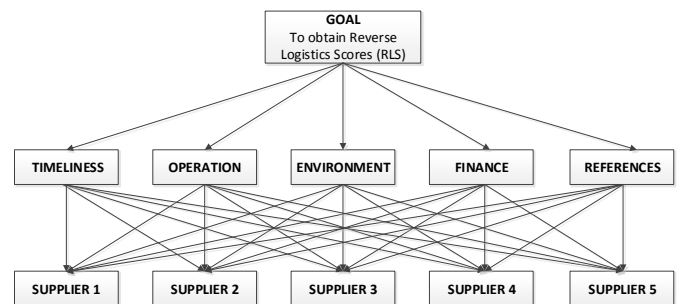 GOAL
To obtain Reverse
Logistics Scores (RLS)
TIMELINESS
OPERATION
ENVIRONMENT
FINANCE
REFERENCES
SUPPLIER 1
SUPPLIER 2
SUPPLIER 3
SUPPLIER 4
SUPPLIER 5